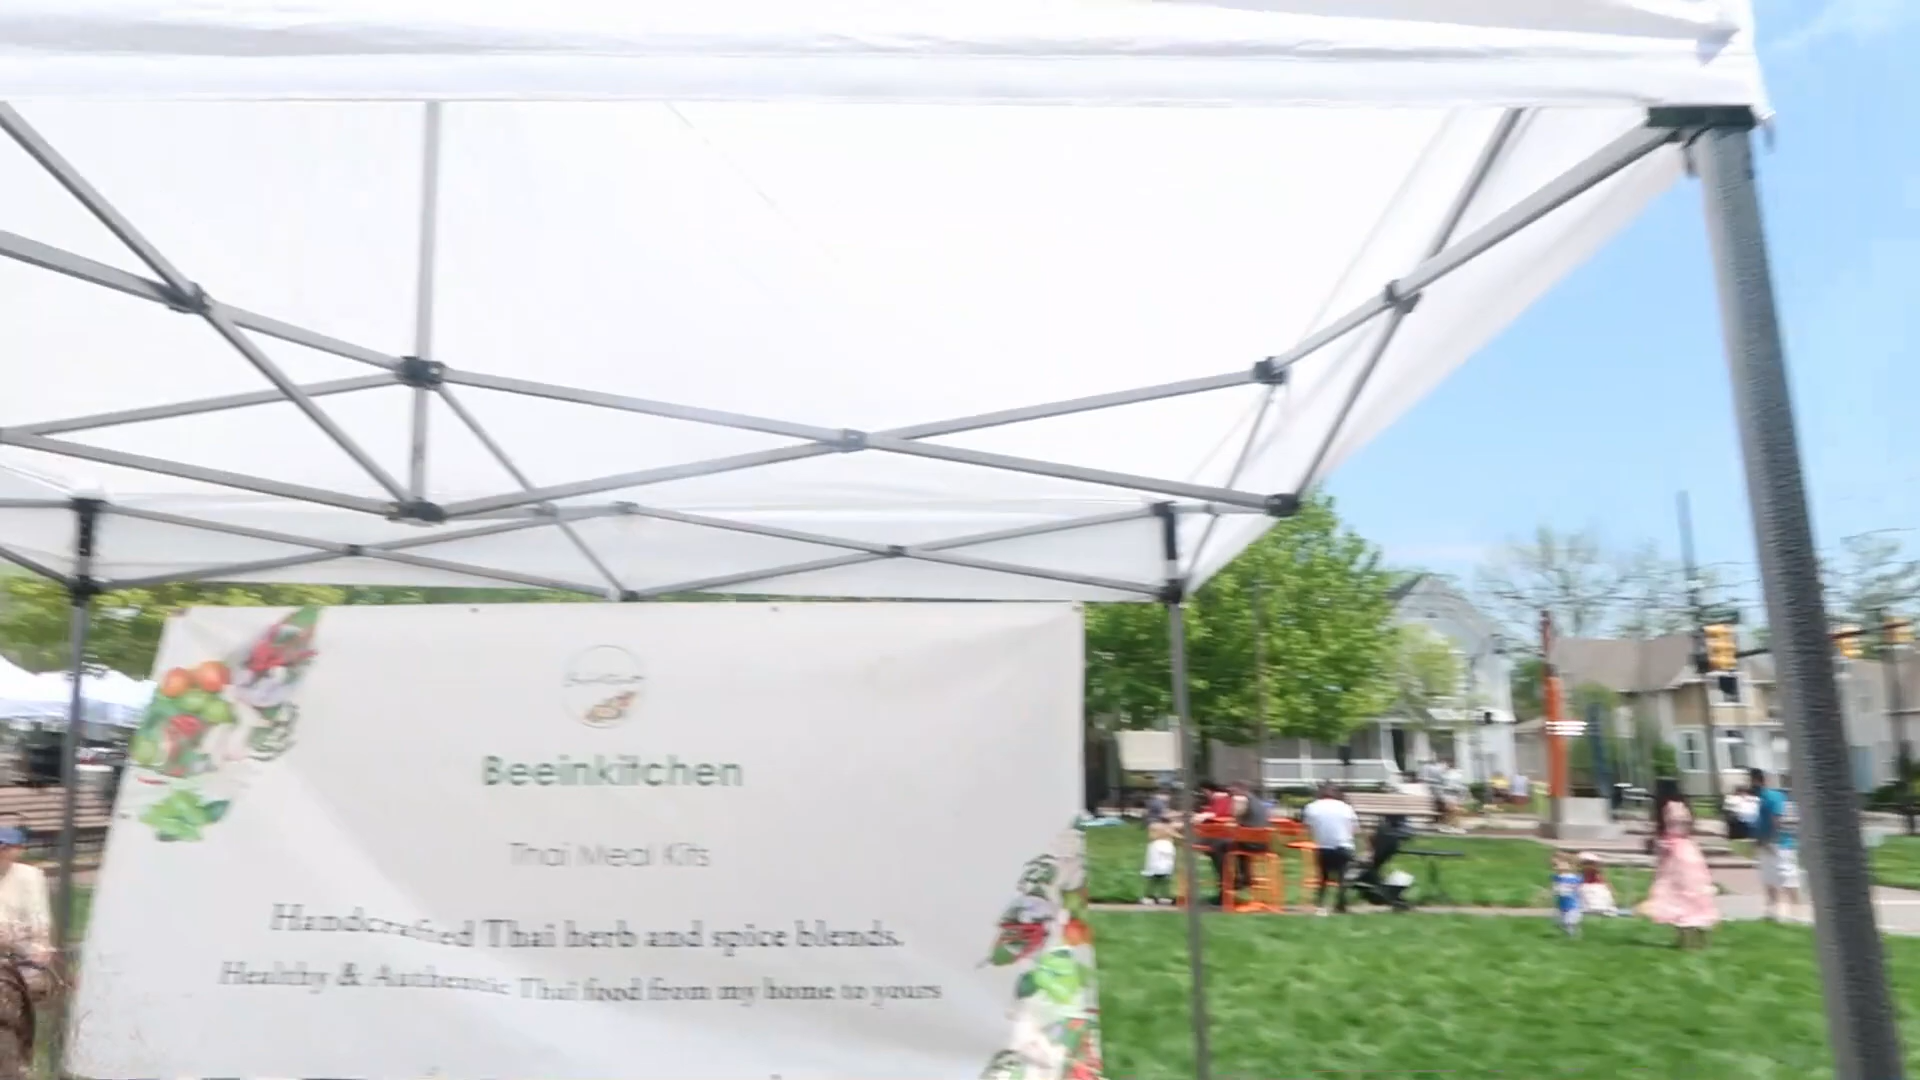 Beeinkitchen
Thai Meal Kits
Handcrafted Thai herb and spice blends.
Healthy & Authentic Thai food from my home to yours